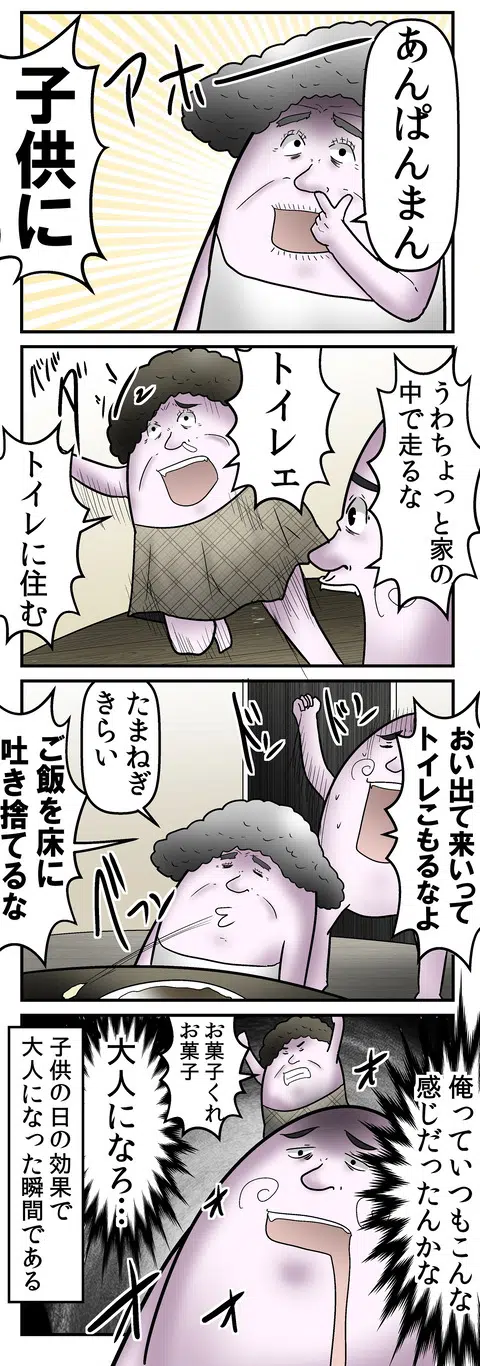 あんぱんまん
アホーー
子供に
うわちょっと家の
中で走るな
トイレェ
トイレに住む
おい出て来いって
トイレこもるなよ
ドンドン
たまねぎ
きらい
ご飯を床に
吐き捨てるな
俺っていつもこんな
感じだったんかな
お菓子くれ
お菓子
大人になろ…
子供の日の効果で
大人になった瞬間である